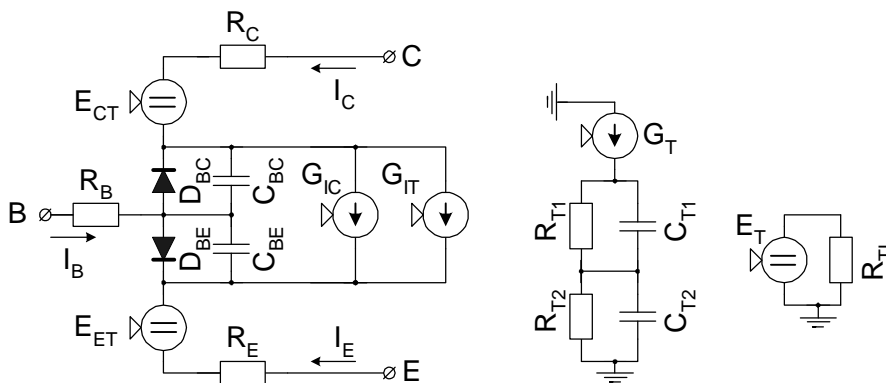 R_C
C
I_C
E_CT
G_T
R_B
D_BC
C_BC
G_IC
G_IT
B
R_T1
C_T1
E_T
R_TI
I_B
D_BE
C_BE
E_ET
R_T2
C_T2
R_E
I_E
E